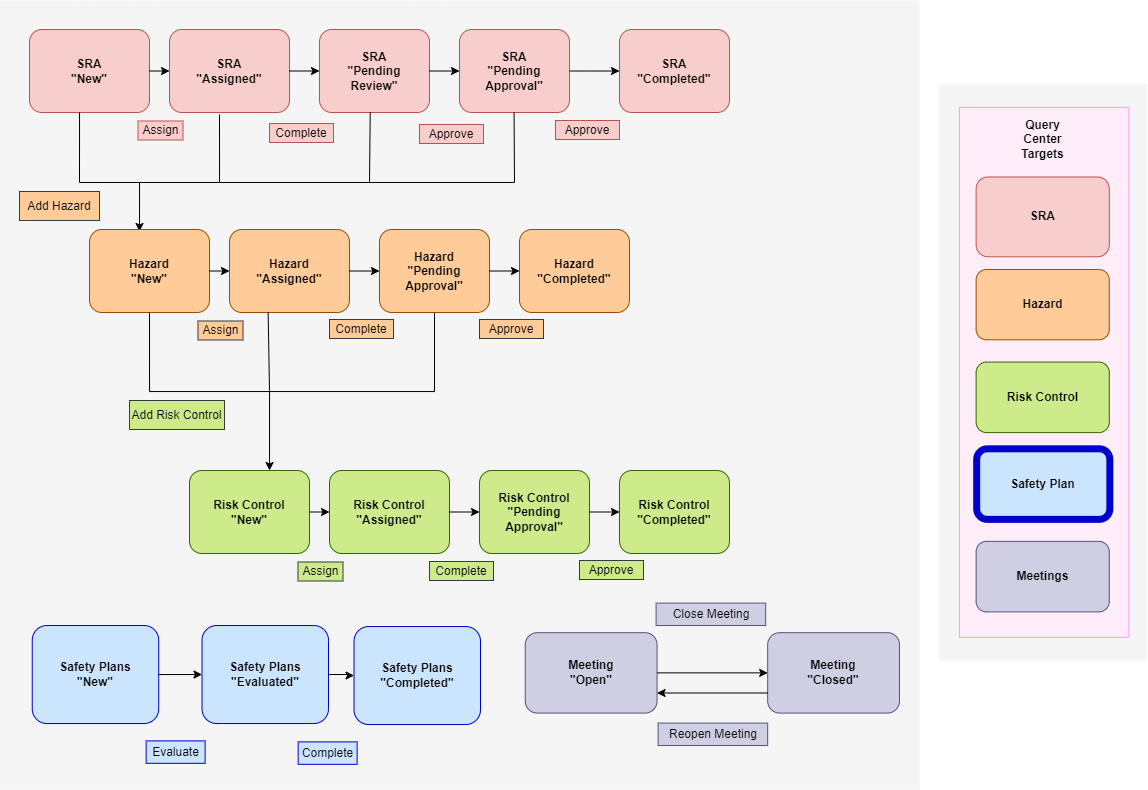 SRA
"New"
SRA
"Assigned"
SRA
"Pending
Review"
SRA
"Pending
Approval"
SRA
"Completed"
Assign
Complete
Approve
Approve
Add Hazard
Hazard
"New"
Hazard
"Assigned"
Hazard
"Pending
Approval"
Hazard
"Completed"
Assign
Complete
Approve
Add Risk Control
Risk Control
"New"
Risk Control
"Assigned"
Risk Control
"Pending
Approval"
Risk Control
"Completed"
Assign
Complete
Approve
Safety Plans
"New"
Safety Plans
"Evaluated"
Safety Plans
"Completed"
Evaluate
Complete
Close Meeting
Meeting
"Open"
Meeting
"Closed"
Reopen Meeting
Query
Center
Targets
SRA
Hazard
Risk Control
Safety Plan
Meetings